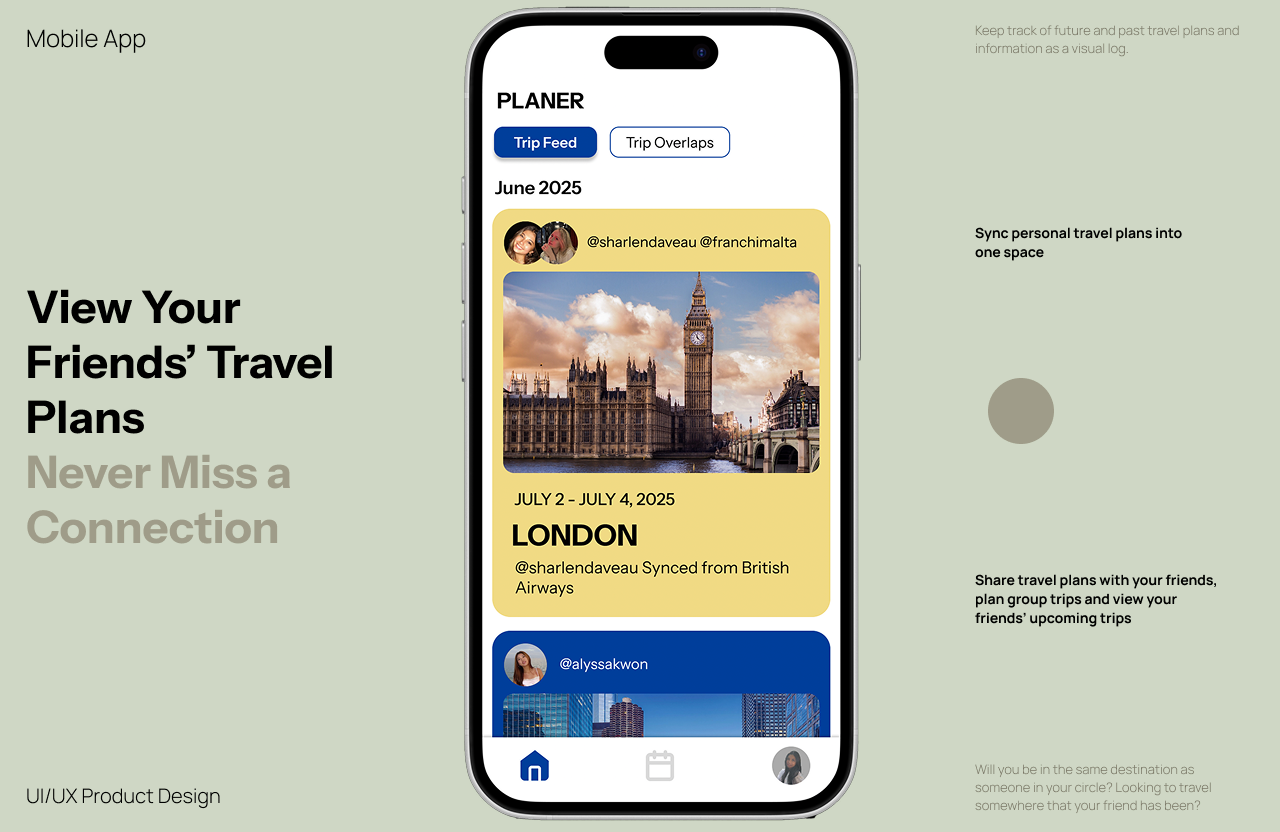 Mobile App
View Your
Friends’ Travel
Plans
Never Miss a
Connection
UI/UX Product Design
PLANER
Trip Feed
Trip Overlaps
June 2025
@sharlendaveau @franchimalta
JULY 2 - JULY 4, 2025
LONDON
@sharlendaveau Synced from British
Airways
@alyssakwon
Keep track of future and past travel plans and
information as a visual log.
Sync personal travel plans into
one space
Share travel plans with your friends,
plan group trips and view your
friends’ upcoming trips
Will you be in the same destination as
someone in your circle? Looking to travel
somewhere that your friend has been?